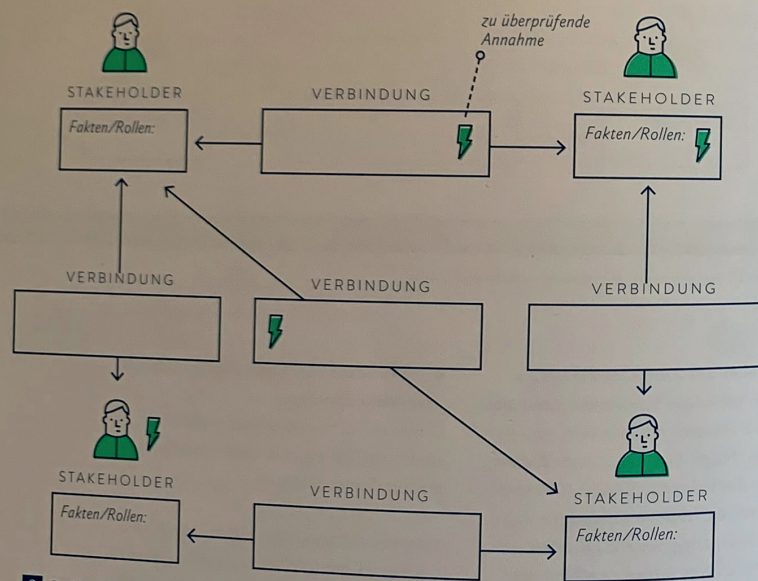 zu überprüfende
Annahme
STAKEHOLDER
VERBINDUNG
STAKEHOLDER
Fakten/Rollen:
Fakten/Rollen:
VERBINDUNG
VERBINDUNG
VERBINDUNG
STAKEHOLDER
VERBINDUNG
STAKEHOLDER
Fakten/Rollen:
Fakten/Rollen: